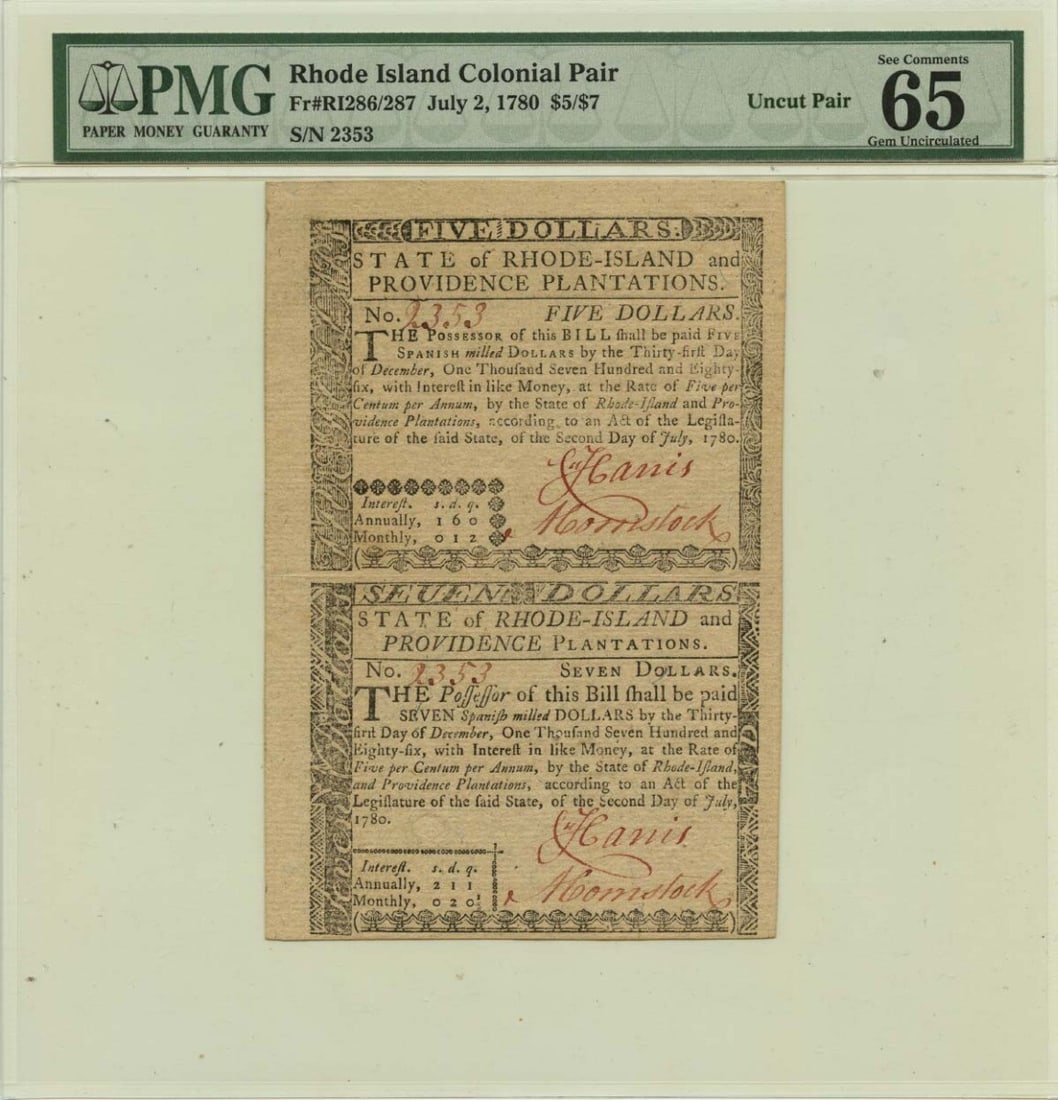 PMG
PAPER MONEY GUARANTY
Rhode Island Colonial Pair
Fr#RI286/287 July 2, 1780 $5/$7
S/N 2353
Uncut Pair
See Comments
65
Gem Uncirculated
FIVE DOLLARS.
STATE of RHODE-ISLAND and
PROVIDENCE PLANTATIONS.
No. 2353 FIVE DOLLARS.
THE POSSESSOR of this BILL ſhall be paid FIVE
SPANISH milled DOLLARS by the Thirty-firſt Day
of December, One Thouſand Seven Hundred and Eighty-
ſix, with Intereſt in like Money, at the Rate of Five per
Centum per Annum, by the State of Rhode-Iſland and Pro-
vidence Plantations, according to an Act of the Legiſla-
ture of the ſaid State, of the Second Day of July, 1780.
Harris
Comstock
Intereſt. s. d. q.
Annually, 1 6 0
Monthly, 0 1 2
SEVEN DOLLARS
STATE of RHODE-ISLAND and
PROVIDENCE PLANTATIONS.
No. 2353 SEVEN DOLLARS.
THE Poſſeſſor of this Bill ſhall be paid
SEVEN Spaniſh milled DOLLARS by the Thirty-
firſt Day of December, One Thouſand Seven Hundred and
Eighty-ſix, with Intereſt in like Money, at the Rate of
Five per Centum per Annum, by the State of Rhode-Iſland,
and Providence Plantations, according to an Act of the
Legiſlature of the ſaid State, of the Second Day of July,
1780.
Harris
Comstock
Intereſt. s. d. q.
Annually, 2 1 1
Monthly, 0 2 0